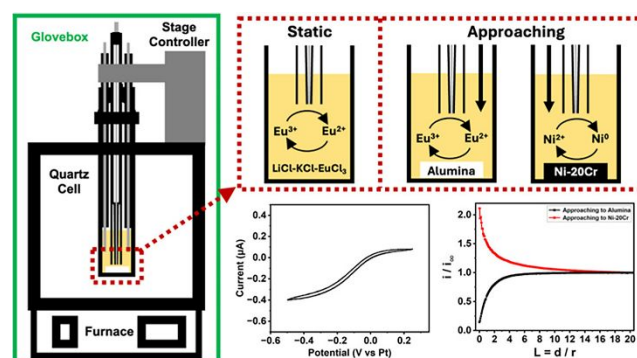 Glovebox
Stage
Controller
Quartz
Cell
Furnace
Static
Eu³⁺
Eu²⁺
LiCl-KCl-EuCl₃
Approaching
Eu³⁺
Eu²⁺
Alumina
Ni²⁺
Ni⁰
Ni-20Cr
Current (µA)
0.4
0.2
0.0
-0.2
-0.4
-0.6
-0.6 -0.4 -0.2 0.0 0.2 0.4
Potential (V vs Pt)
i / i∞
2.0
1.5
1.0
0.5
0.0
Approaching to Alumina
Approaching to Ni-20Cr
0 2 4 6 8 10 12 14 16 18 20
L = d / r